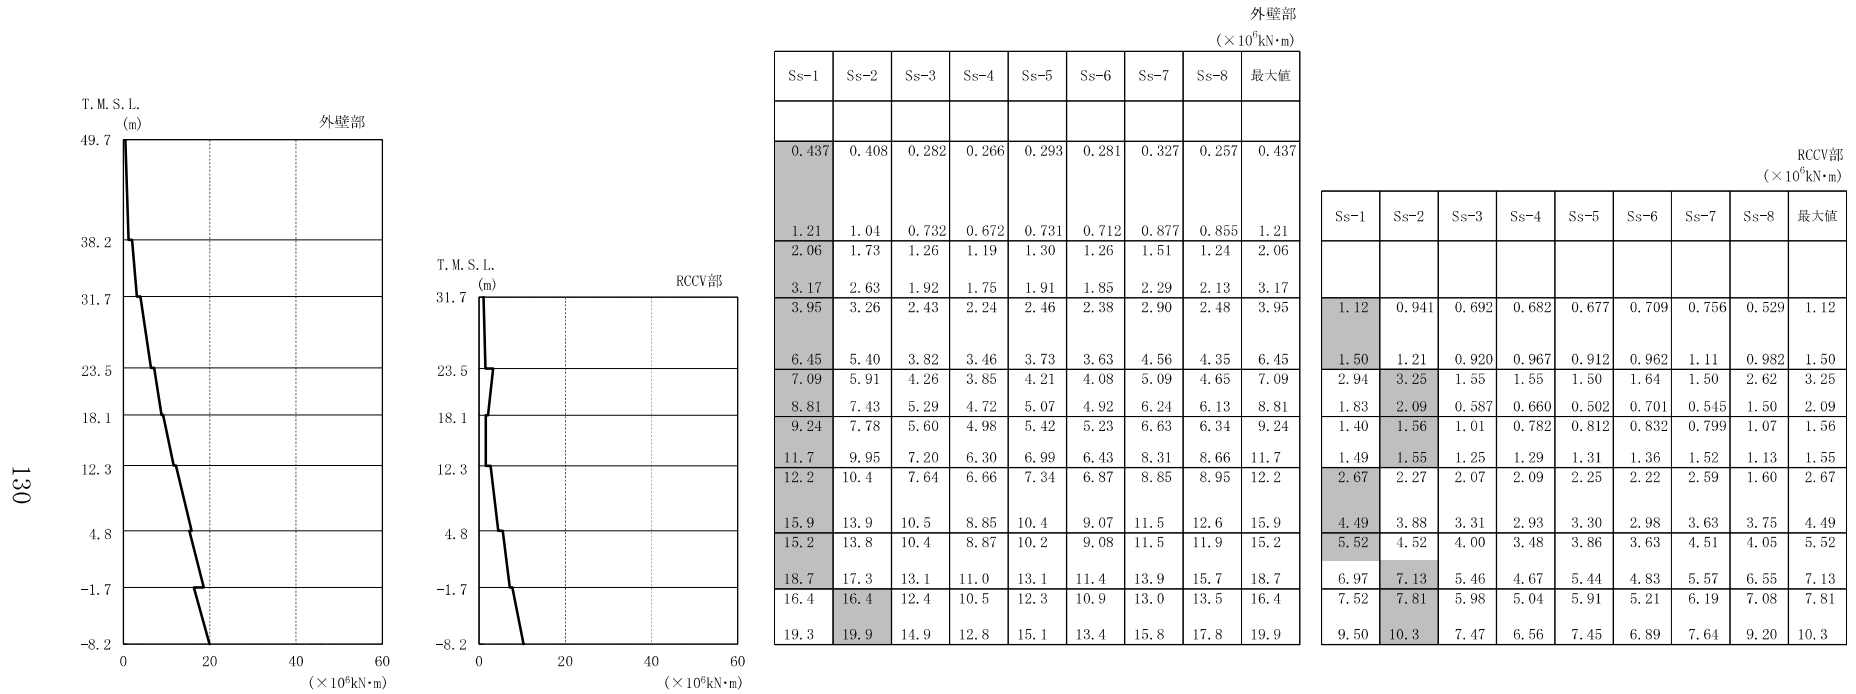 外壁部
(×10⁶kN・m)
Ss-1 Ss-2 Ss-3 Ss-4 Ss-5 Ss-6 Ss-7 Ss-8 最大値
0.437 0.408 0.282 0.266 0.293 0.281 0.327 0.257 0.437
1.21 1.04 0.732 0.672 0.731 0.712 0.877 0.855 1.21
2.06 1.73 1.26 1.19 1.30 1.26 1.51 1.24 2.06
3.17 2.63 1.92 1.75 1.91 1.85 2.29 2.13 3.17
3.95 3.26 2.43 2.24 2.46 2.38 2.90 2.48 3.95
6.45 5.40 3.82 3.46 3.73 3.63 4.56 4.35 6.45
7.09 5.91 4.26 3.85 4.21 4.08 5.09 4.65 7.09
8.81 7.43 5.29 4.72 5.07 4.92 6.24 6.13 8.81
9.24 7.78 5.60 4.98 5.42 5.23 6.63 6.34 9.24
11.7 9.95 7.20 6.30 6.99 6.43 8.31 8.66 11.7
12.2 10.4 7.64 6.66 7.34 6.87 8.85 8.95 12.2
15.9 13.9 10.5 8.85 10.4 9.07 11.5 12.6 15.9
15.2 13.8 10.4 8.87 10.2 9.08 11.5 11.9 15.2
18.7 17.3 13.1 11.0 13.1 11.4 13.9 15.7 18.7
16.4 16.4 12.4 10.5 12.3 10.9 13.0 13.5 16.4
19.3 19.9 14.9 12.8 15.1 13.4 15.8 17.8 19.9
RCCV部
(×10⁶kN・m)
Ss-1 Ss-2 Ss-3 Ss-4 Ss-5 Ss-6 Ss-7 Ss-8 最大値
1.12 0.941 0.692 0.682 0.677 0.709 0.756 0.529 1.12
1.50 1.21 0.920 0.967 0.912 0.962 1.11 0.982 1.50
2.94 3.25 1.55 1.55 1.50 1.64 1.50 2.62 3.25
1.83 2.09 0.587 0.660 0.502 0.701 0.545 1.50 2.09
1.40 1.56 1.01 0.782 0.812 0.832 0.799 1.07 1.56
1.49 1.55 1.25 1.29 1.31 1.36 1.52 1.13 1.55
2.67 2.27 2.07 2.09 2.25 2.22 2.59 1.60 2.67
4.49 3.88 3.31 2.93 3.30 2.98 3.63 3.75 4.49
5.52 4.52 4.00 3.48 3.86 3.63 4.51 4.05 5.52
6.97 7.13 5.46 4.67 5.44 4.83 5.57 6.55 7.13
7.52 7.81 5.98 5.04 5.91 5.21 6.19 7.08 7.81
9.50 10.3 7.47 6.56 7.45 6.89 7.64 9.20 10.3
T.M.S.L.
(m) 外壁部
49.7
38.2
31.7
23.5
18.1
12.3
4.8
-1.7
-8.2
0 20 40 60
(×10⁶kN・m)
T.M.S.L.
(m) RCCV部
31.7
23.5
18.1
12.3
4.8
-1.7
-8.2
0 20 40 60
(×10⁶kN・m)
130